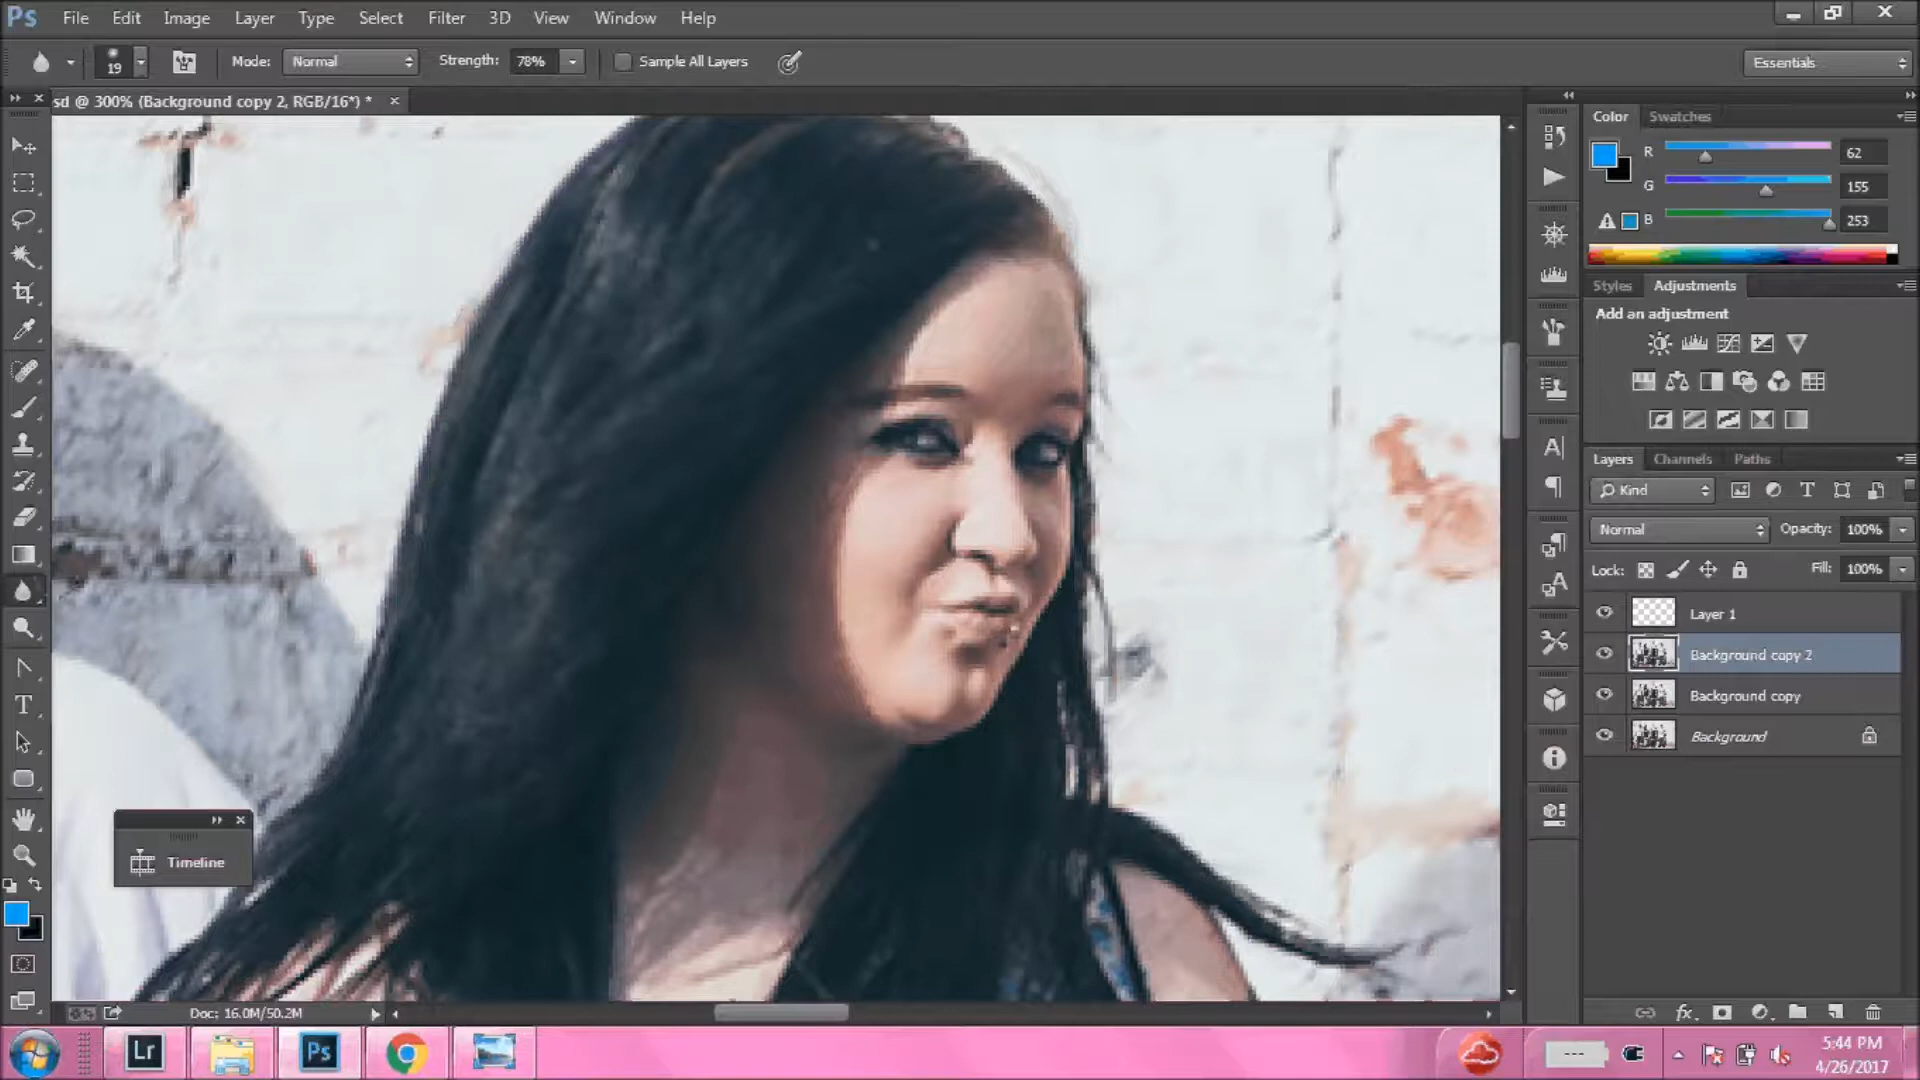 Ps File Edit Image Layer Type Select Filter 3D View Window Help
19 Mode: Normal Strength: 78% Sample All Layers Essentials
sd @ 300% (Background copy 2, RGB/16*) *
Color Swatches
R 62
G 155
B 253
Styles Adjustments
Add an adjustment
Layers Channels Paths
Kind
Normal Opacity: 100%
Lock: Fill: 100%
Layer 1
Background copy 2
Background copy
Background
Timeline
Doc: 16.0M/50.2M
Lr Ps
5:44 PM
4/26/2017